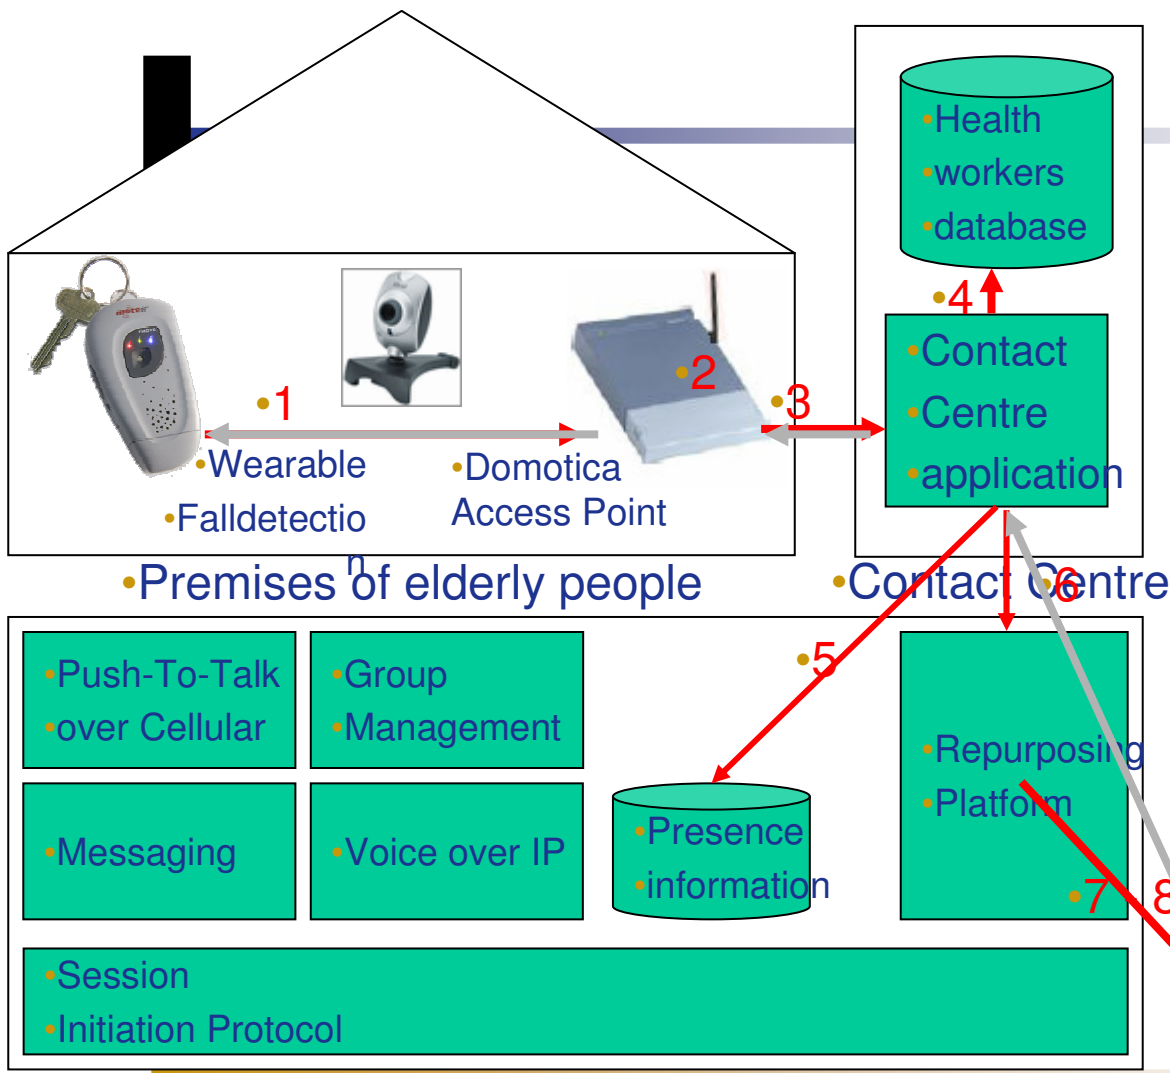 •Health
•workers
•database
•4
•Contact
•Centre
•application
•1
•2
•3
•Wearable
•Falldetectio
n
•Domotica
Access Point
•Premises of elderly people
•Contact Centre
•6
•5
•Push-To-Talk
•over Cellular
•Group
•Management
•Messaging
•Voice over IP
•Presence
•information
•Repurposing
•Platform
•7
8
•Session
•Initiation Protocol